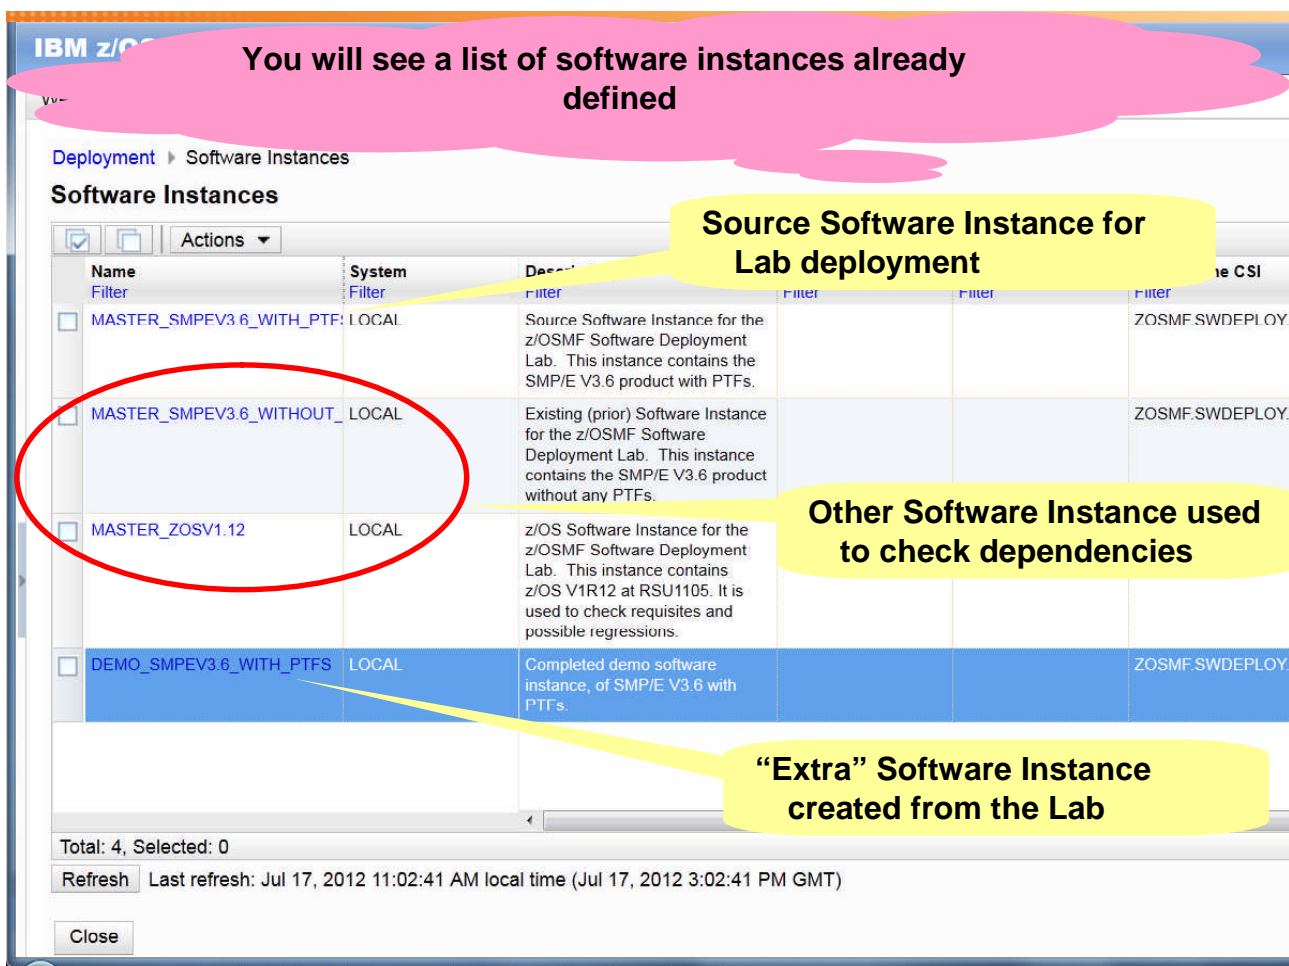 You will see a list of software instances already
defined
IBM
Deployment Software Instances
Software Instances
Source Software Instance for
Lab deployment
Actions
Name System CSI
Filter Filter Filter Filter Filter Filter
MASTER_SMPEV3.6_WITH_PTF LOCAL Source Software Instance for the ZOSMF.SWDEPLOY.
z/OSMF Software Deployment
Lab. This instance contains the
SMP/E V3.6 product with PTFs.
MASTER_SMPEV3.6_WITHOUT_ LOCAL Existing (prior) Software Instance ZOSMF.SWDEPLOY.
for the z/OSMF Software
Deployment Lab. This instance
contains the SMP/E V3.6 product
without any PTFs.
Other Software Instance used
to check dependencies
MASTER_ZOSV1.12 LOCAL z/OS Software Instance for the
z/OSMF Software Deployment
Lab. This instance contains
z/OS V1R12 at RSU1105. It is
used to check requisites and
possible regressions.
DEMO_SMPEV3.6_WITH_PTFS LOCAL Completed demo software ZOSMF.SWDEPLOY.
instance, of SMP/E V3.6 with
PTFs.
“Extra” Software Instance
created from the Lab
Total: 4, Selected: 0
Refresh Last refresh: Jul 17, 2012 11:02:41 AM local time (Jul 17, 2012 3:02:41 PM GMT)
Close